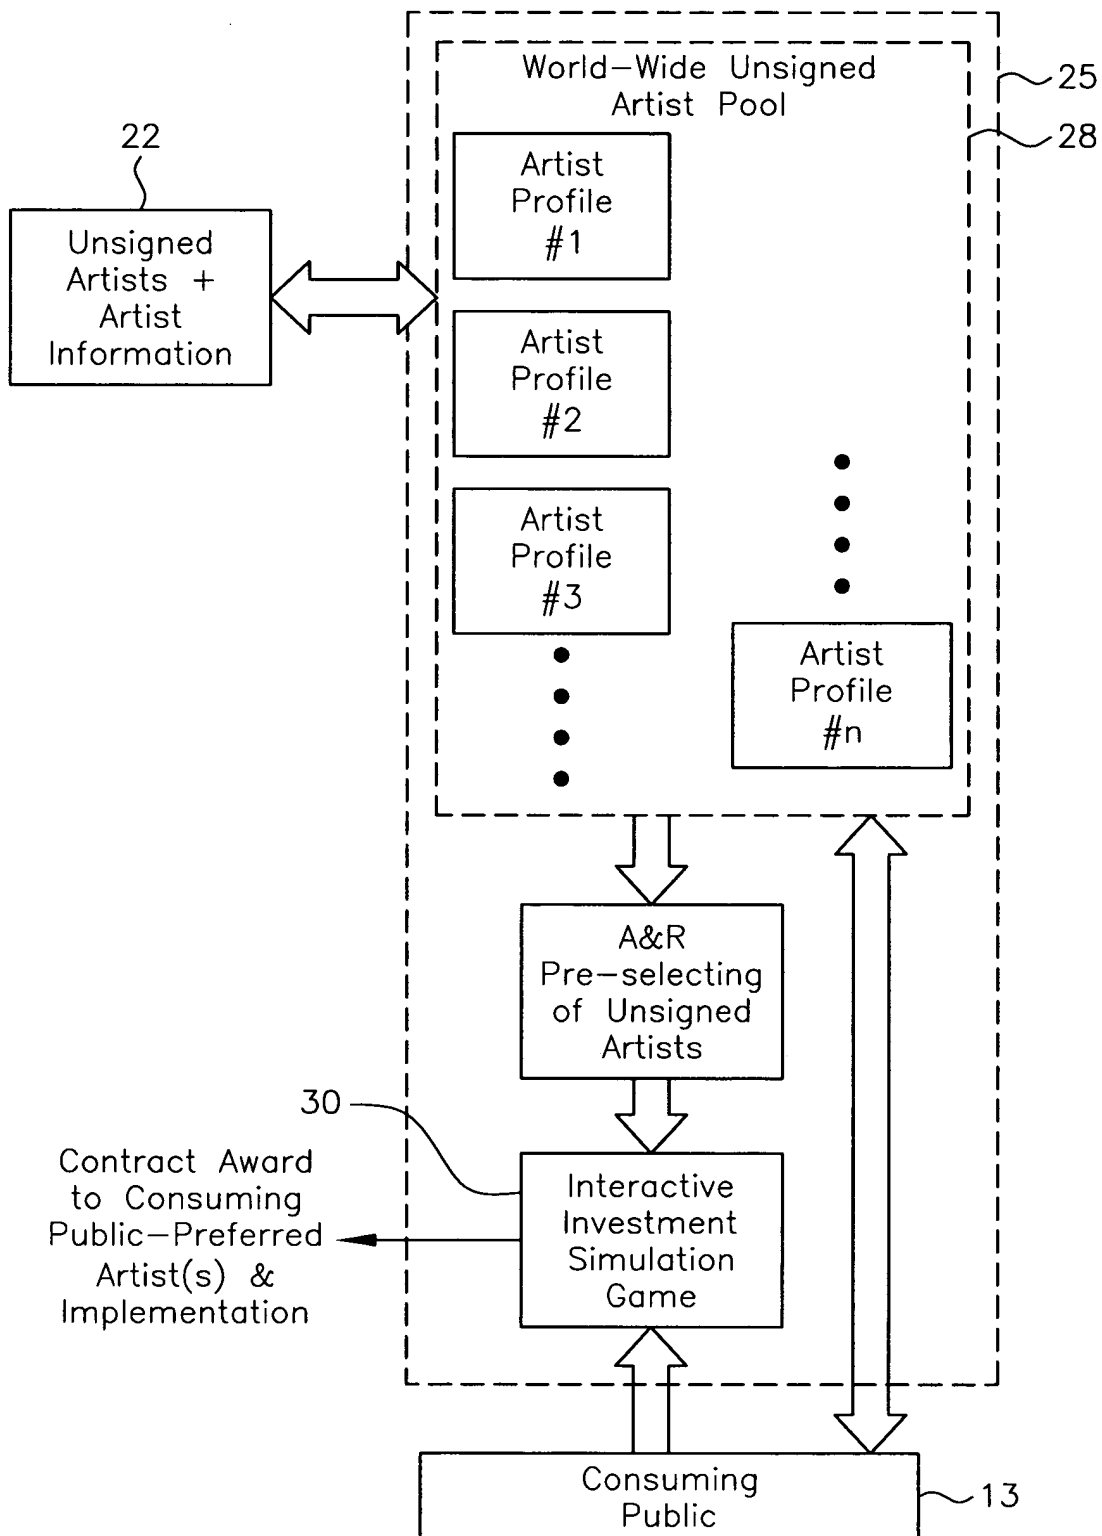 World-Wide Unsigned
Artist Pool
25
28
22
Unsigned
Artists +
Artist
Information
Artist
Profile
#1
Artist
Profile
#2
Artist
Profile
#3
Artist
Profile
#n
A&R
Pre-selecting
of Unsigned
Artists
30
Contract Award
to Consuming
Public-Preferred
Artist(s) &
Implementation
Interactive
Investment
Simulation
Game
Consuming
Public
13